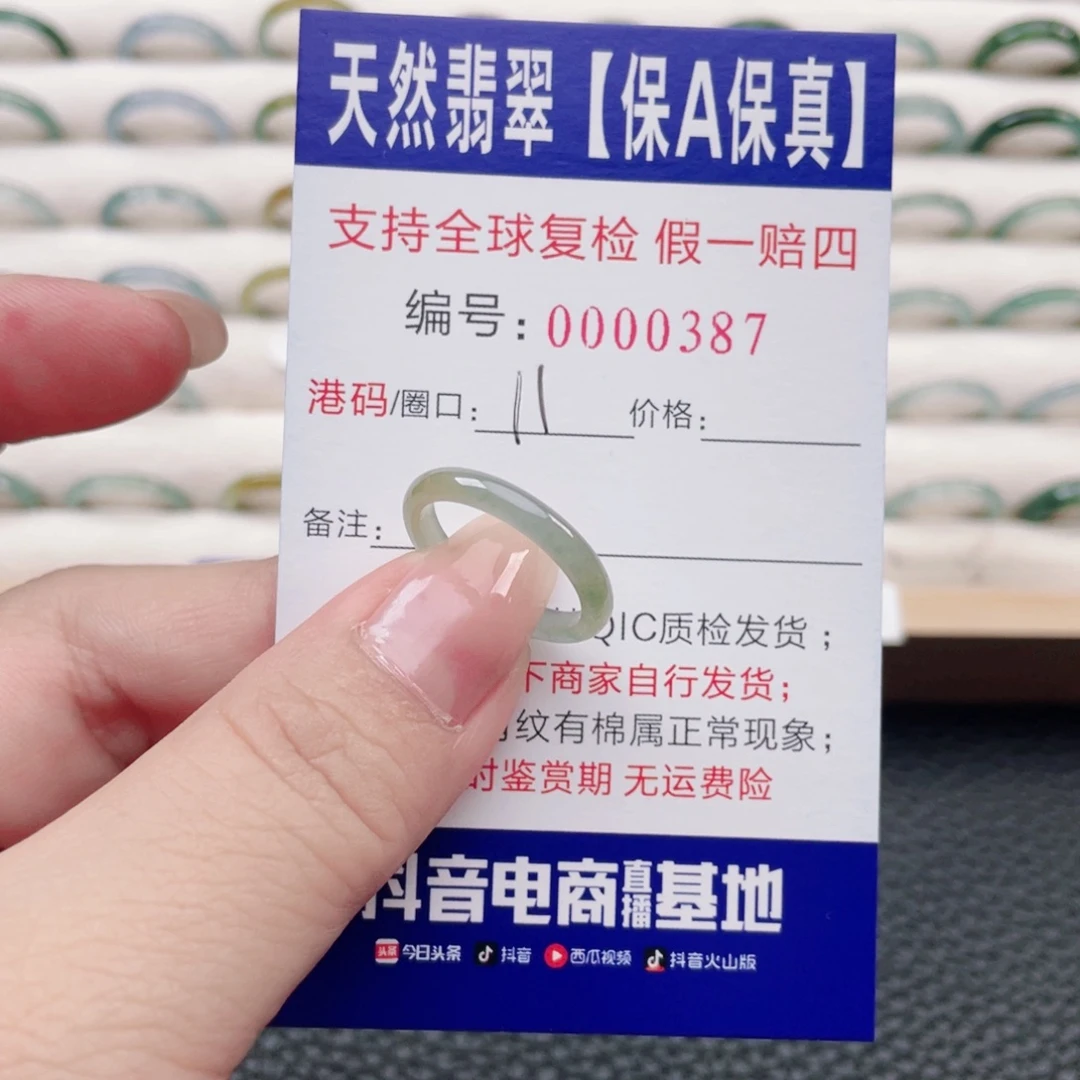 天然翡翠【保A保真】
支持全球复检 假一赔四
编号：0000387
港码/圈口：11 价格：
备注：
QIC质检发货；
下商家自行发货；
纹有棉属正常现象；
时鉴赏期 无运费险
抖音电商直播基地
头条 今日头条 抖音 西瓜视频 抖音火山版